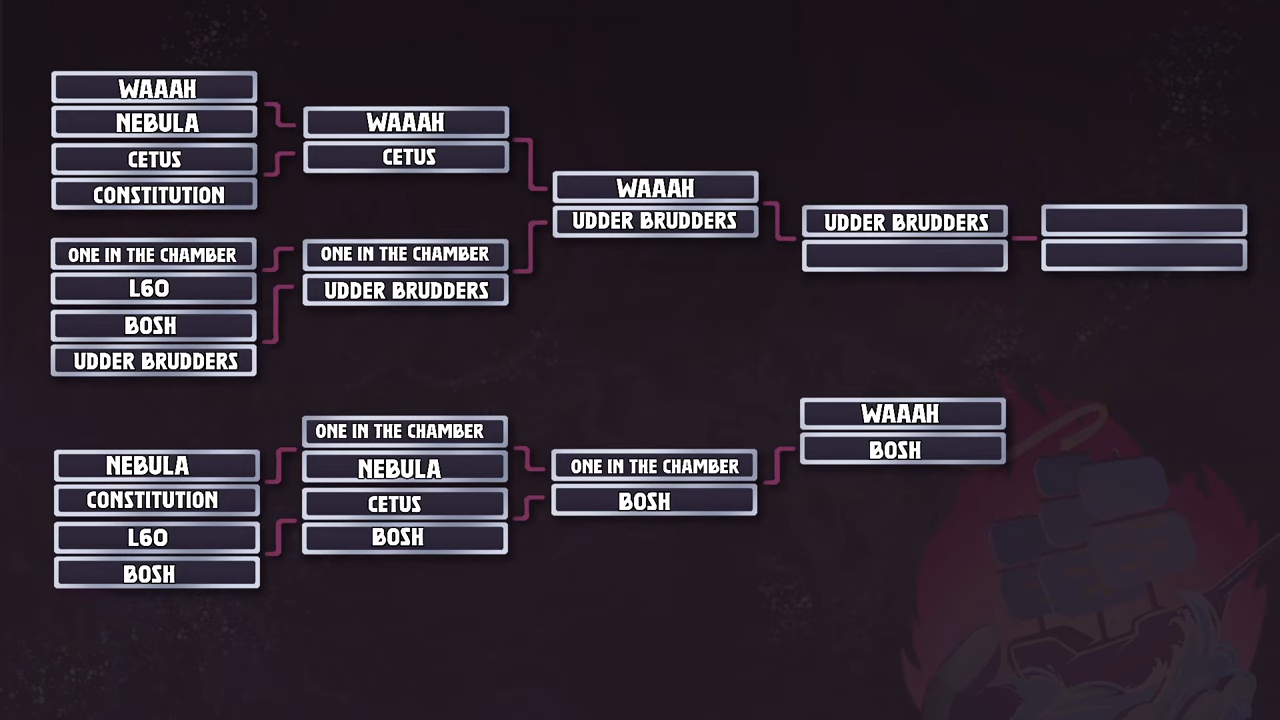 WAAAH
NEBULA
CETUS
CONSTITUTION
ONE IN THE CHAMBER
L60
BOSH
UDDER BRUDDERS
WAAAH
CETUS
ONE IN THE CHAMBER
UDDER BRUDDERS
WAAAH
UDDER BRUDDERS
UDDER BRUDDERS
NEBULA
CONSTITUTION
L60
BOSH
ONE IN THE CHAMBER
NEBULA
CETUS
BOSH
ONE IN THE CHAMBER
BOSH
WAAAH
BOSH